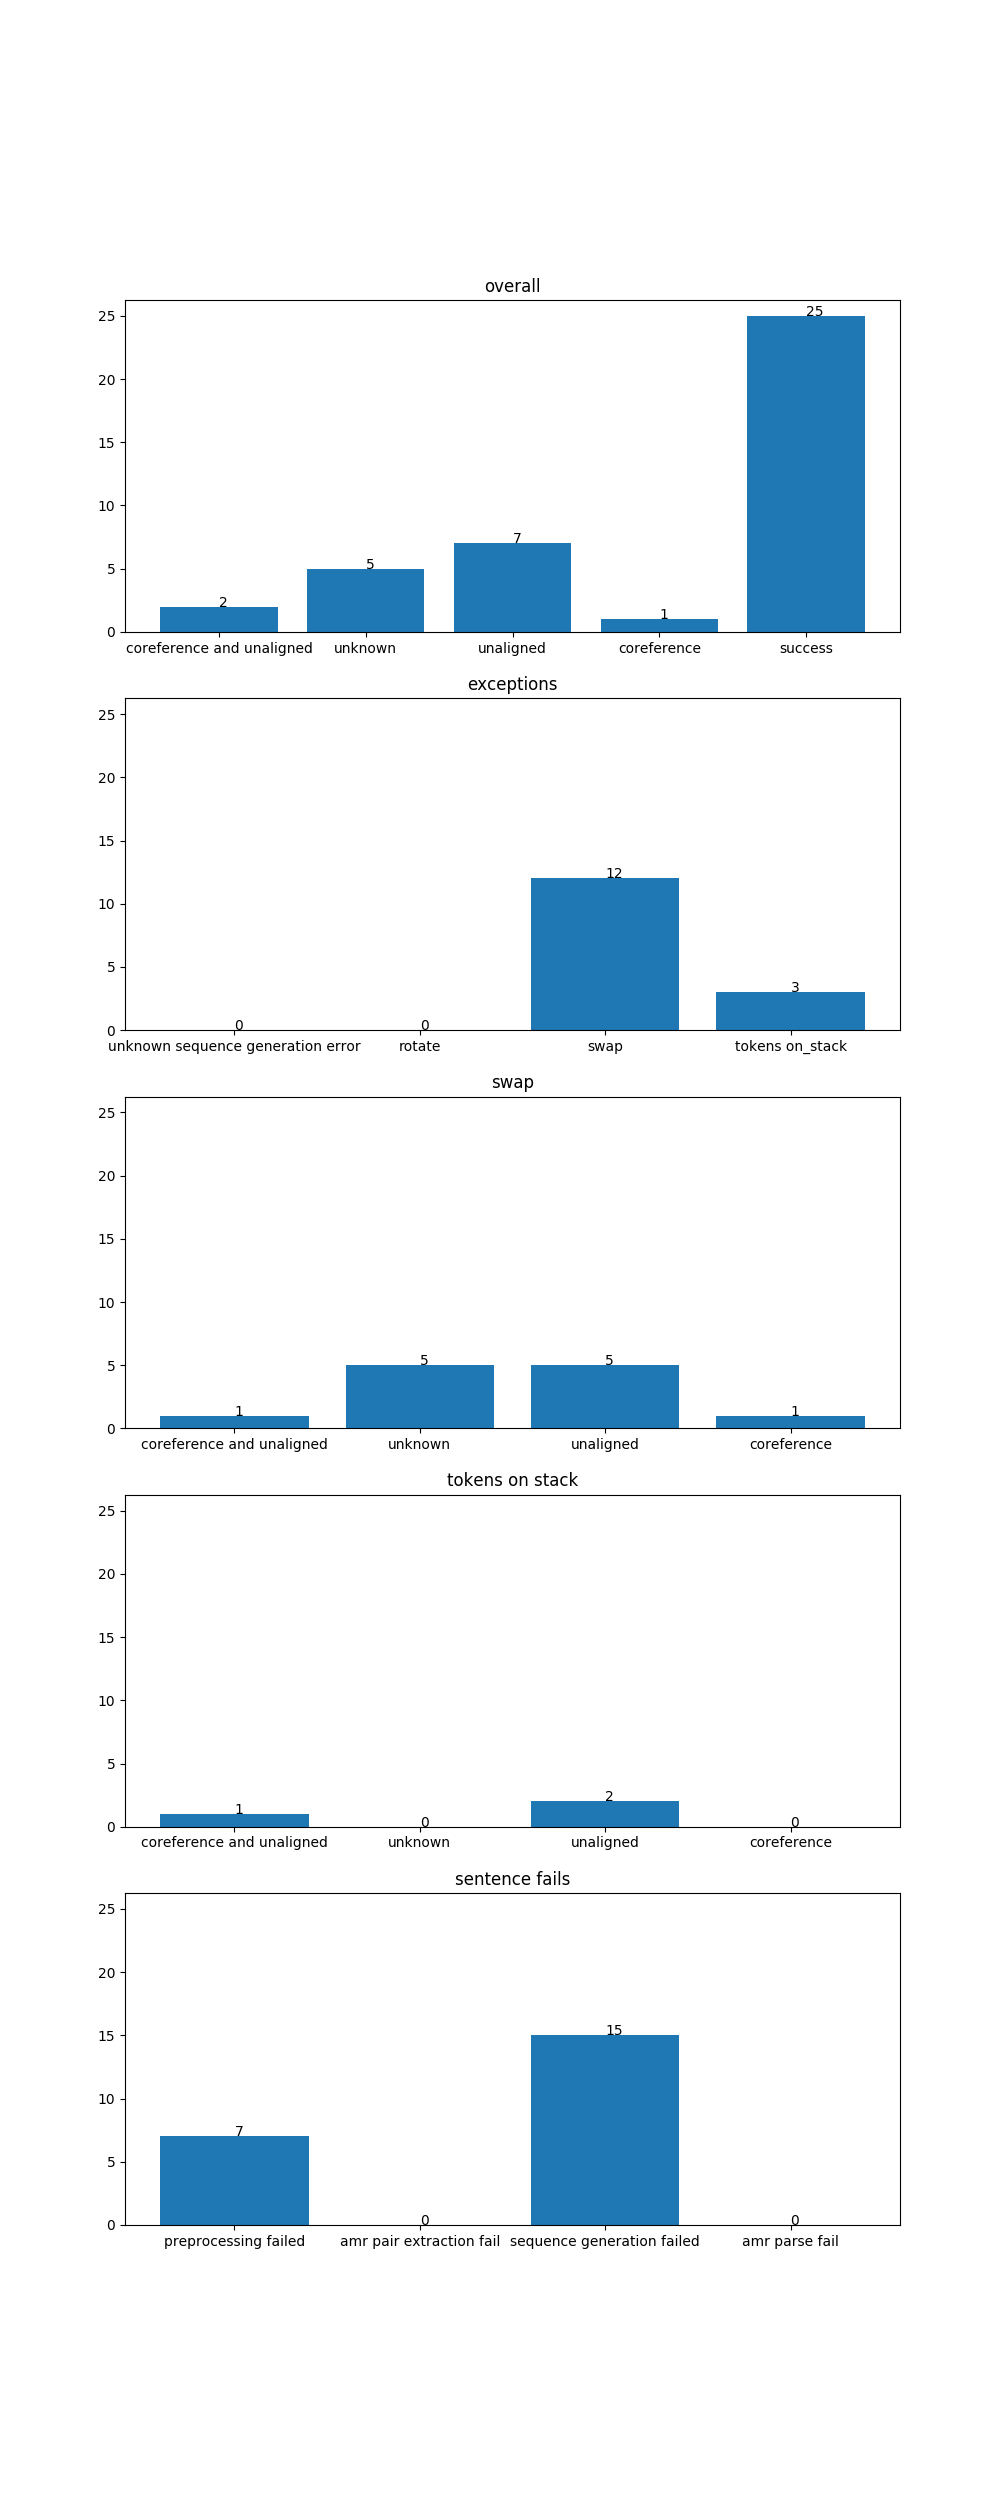 overall
25
25
20
15
10
7
5
5
2
1
0
coreference and unaligned unknown unaligned coreference success
exceptions
25
20
15
12
10
5
3
0 0 0
unknown sequence generation error rotate swap tokens on_stack
swap
25
20
15
10
5 5 5
1 1
0
coreference and unaligned unknown unaligned coreference
tokens on stack
25
20
15
10
5
2
1
0 0 0
coreference and unaligned unknown unaligned coreference
sentence fails
25
20
15 15
10
7
5
0 0 0
preprocessing failed amr pair extraction fail sequence generation failed amr parse fail